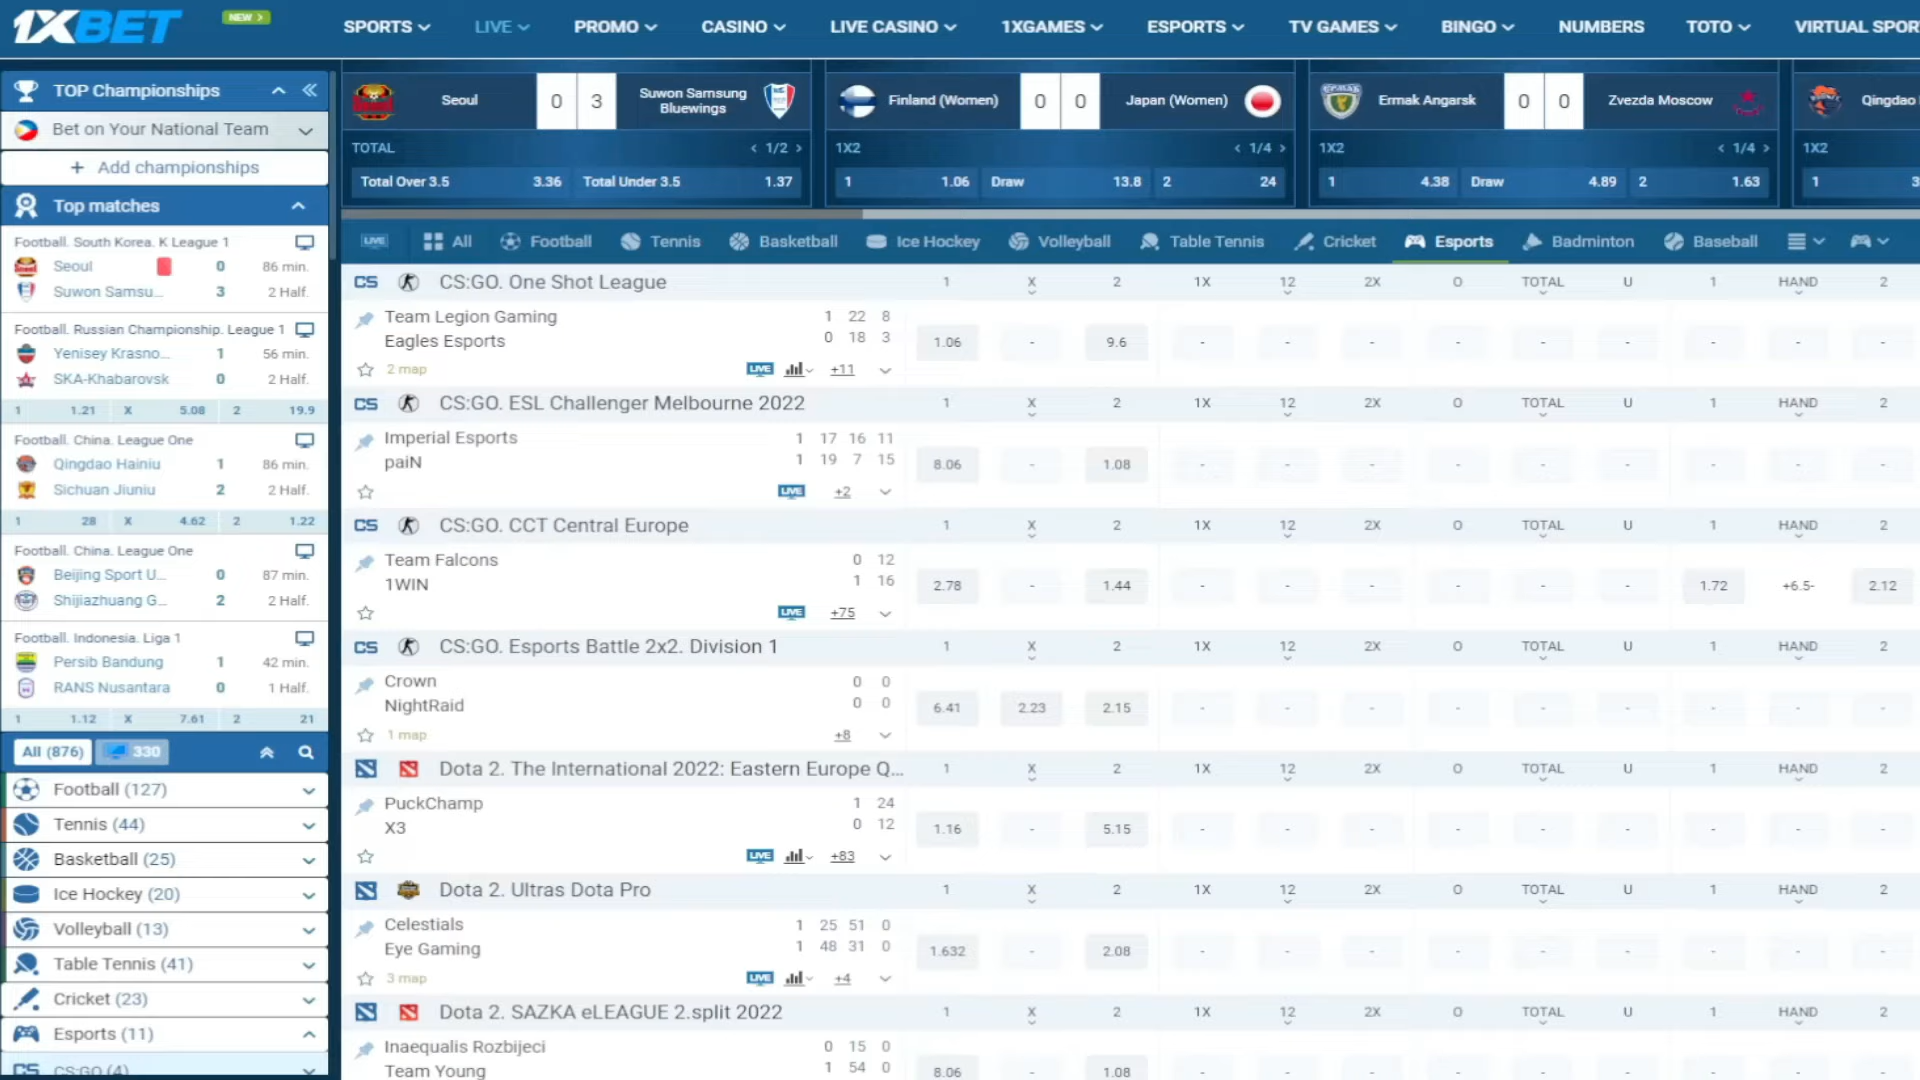 1XBET NEW >
SPORTS LIVE PROMO CASINO LIVE CASINO 1XGAMES ESPORTS TV GAMES BINGO NUMBERS TOTO VIRTUAL SPOR
TOP Championships
Bet on Your National Team
+ Add championships
Top matches
Football. South Korea. K League 1
Seoul 0 86 min.
Suwon Samsu... 3 2 Half.
Football. Russian Championship. League 1
Yenisey Krasno... 1 56 min.
SKA-Khabarovsk 0 2 Half.
1 1.21 X 5.08 2 19.9
Football. China. League One
Qingdao Hainiu 1 86 min.
Sichuan Jiuniu 2 2 Half.
1 28 X 4.62 2 1.22
Football. China. League One
Beijing Sport U... 0 87 min.
Shijiazhuang G... 2 2 Half.
Football. Indonesia. Liga 1
Persib Bandung 1 42 min.
RANS Nusantara 0 1 Half.
1 1.12 X 7.61 2 21
All (876) 330
Football (127)
Tennis (44)
Basketball (25)
Ice Hockey (20)
Volleyball (13)
Table Tennis (41)
Cricket (23)
Esports (11)
CS CS:GO (4)
Seoul 0 3 Suwon Samsung
Bluewings
TOTAL < 1/2 >
Total Over 3.5 3.36 Total Under 3.5 1.37
Finland (Women) 0 0 Japan (Women)
1X2 < 1/4 >
1 1.06 Draw 13.8 2 24
ERMAK Ermak Angarsk 0 0 Zvezda Moscow
1X2 < 1/4 >
1 4.38 Draw 4.89 2 1.63
Qingdao
1X2
1 3
LIVE All Football Tennis Basketball Ice Hockey Volleyball Table Tennis Cricket Esports Badminton Baseball
CS CS:GO. One Shot League 1 X 2 1X 12 2X O TOTAL U 1 HAND 2
Team Legion Gaming 1 22 8
Eagles Esports 0 18 3
1.06 - 9.6 - - - - - - - - -
2 map LIVE +11
CS CS:GO. ESL Challenger Melbourne 2022 1 X 2 1X 12 2X O TOTAL U 1 HAND 2
Imperial Esports 1 17 16 11
paiN 1 19 7 15
8.06 - 1.08 - - - - - - - - -
LIVE +2
CS CS:GO. CCT Central Europe 1 X 2 1X 12 2X O TOTAL U 1 HAND 2
Team Falcons 0 12
1WIN 1 16
2.78 - 1.44 - - - - - - 1.72 +6.5- 2.12
LIVE +75
CS CS:GO. Esports Battle 2x2. Division 1 1 X 2 1X 12 2X O TOTAL U 1 HAND 2
Crown 0 0
NightRaid 0 0
6.41 2.23 2.15 - - - - - - - - -
1 map +8
Dota 2. The International 2022: Eastern Europe Q... 1 X 2 1X 12 2X O TOTAL U 1 HAND 2
PuckChamp 1 24
X3 0 12
1.16 - 5.15 - - - - - - - - -
LIVE +83
Dota 2. Ultras Dota Pro 1 X 2 1X 12 2X O TOTAL U 1 HAND 2
Celestials 1 25 51 0
Eye Gaming 1 48 31 0
1.632 - 2.08 - - - - - - - - -
3 map LIVE +4
Dota 2. SAZKA eLEAGUE 2.split 2022 1 X 2 1X 12 2X O TOTAL U 1 HAND 2
Inaequalis Rozbijeci 0 15 0
Team Young 1 54 0
8.06 - 1.08 - - - - - - - - -